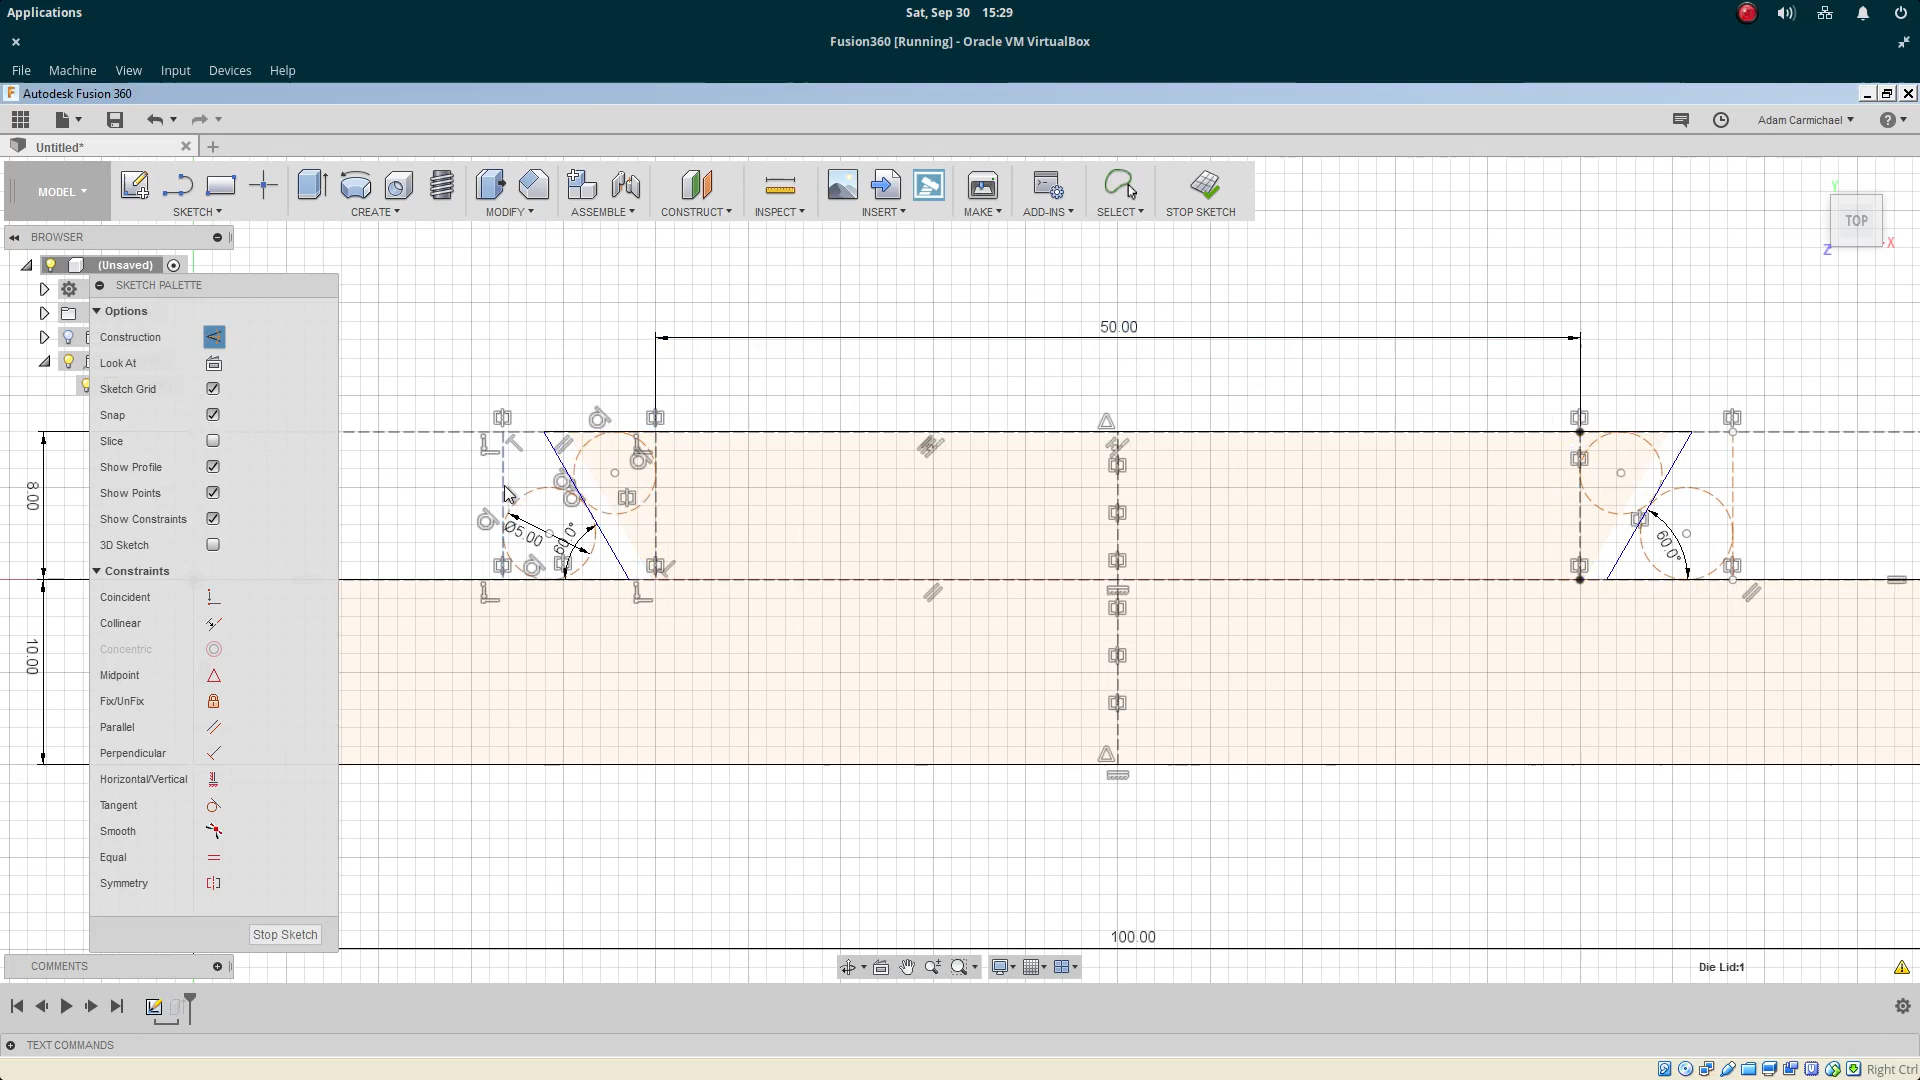 Applications
Sat, Sep 30 15:29
Fusion360 [Running] - Oracle VM VirtualBox
File Machine View Input Devices Help
F Autodesk Fusion 360
Adam Carmichael
Untitled*
MODEL
SKETCH
CREATE
MODIFY
ASSEMBLE
CONSTRUCT
INSPECT
INSERT
MAKE
ADD-INS
SELECT
STOP SKETCH
Y
TOP
X
Z
BROWSER
(Unsaved)
SKETCH PALETTE
Options
Construction
Look At
Sketch Grid
Snap
Slice
Show Profile
Show Points
Show Constraints
3D Sketch
Constraints
Coincident
Collinear
Concentric
Midpoint
Fix/UnFix
Parallel
Perpendicular
Horizontal/Vertical
Tangent
Smooth
Equal
Symmetry
Stop Sketch
50.00
8.00
Ø5.00
60.0°
60.0°
10.00
100.00
COMMENTS
Die Lid:1
TEXT COMMANDS
Right Ctrl